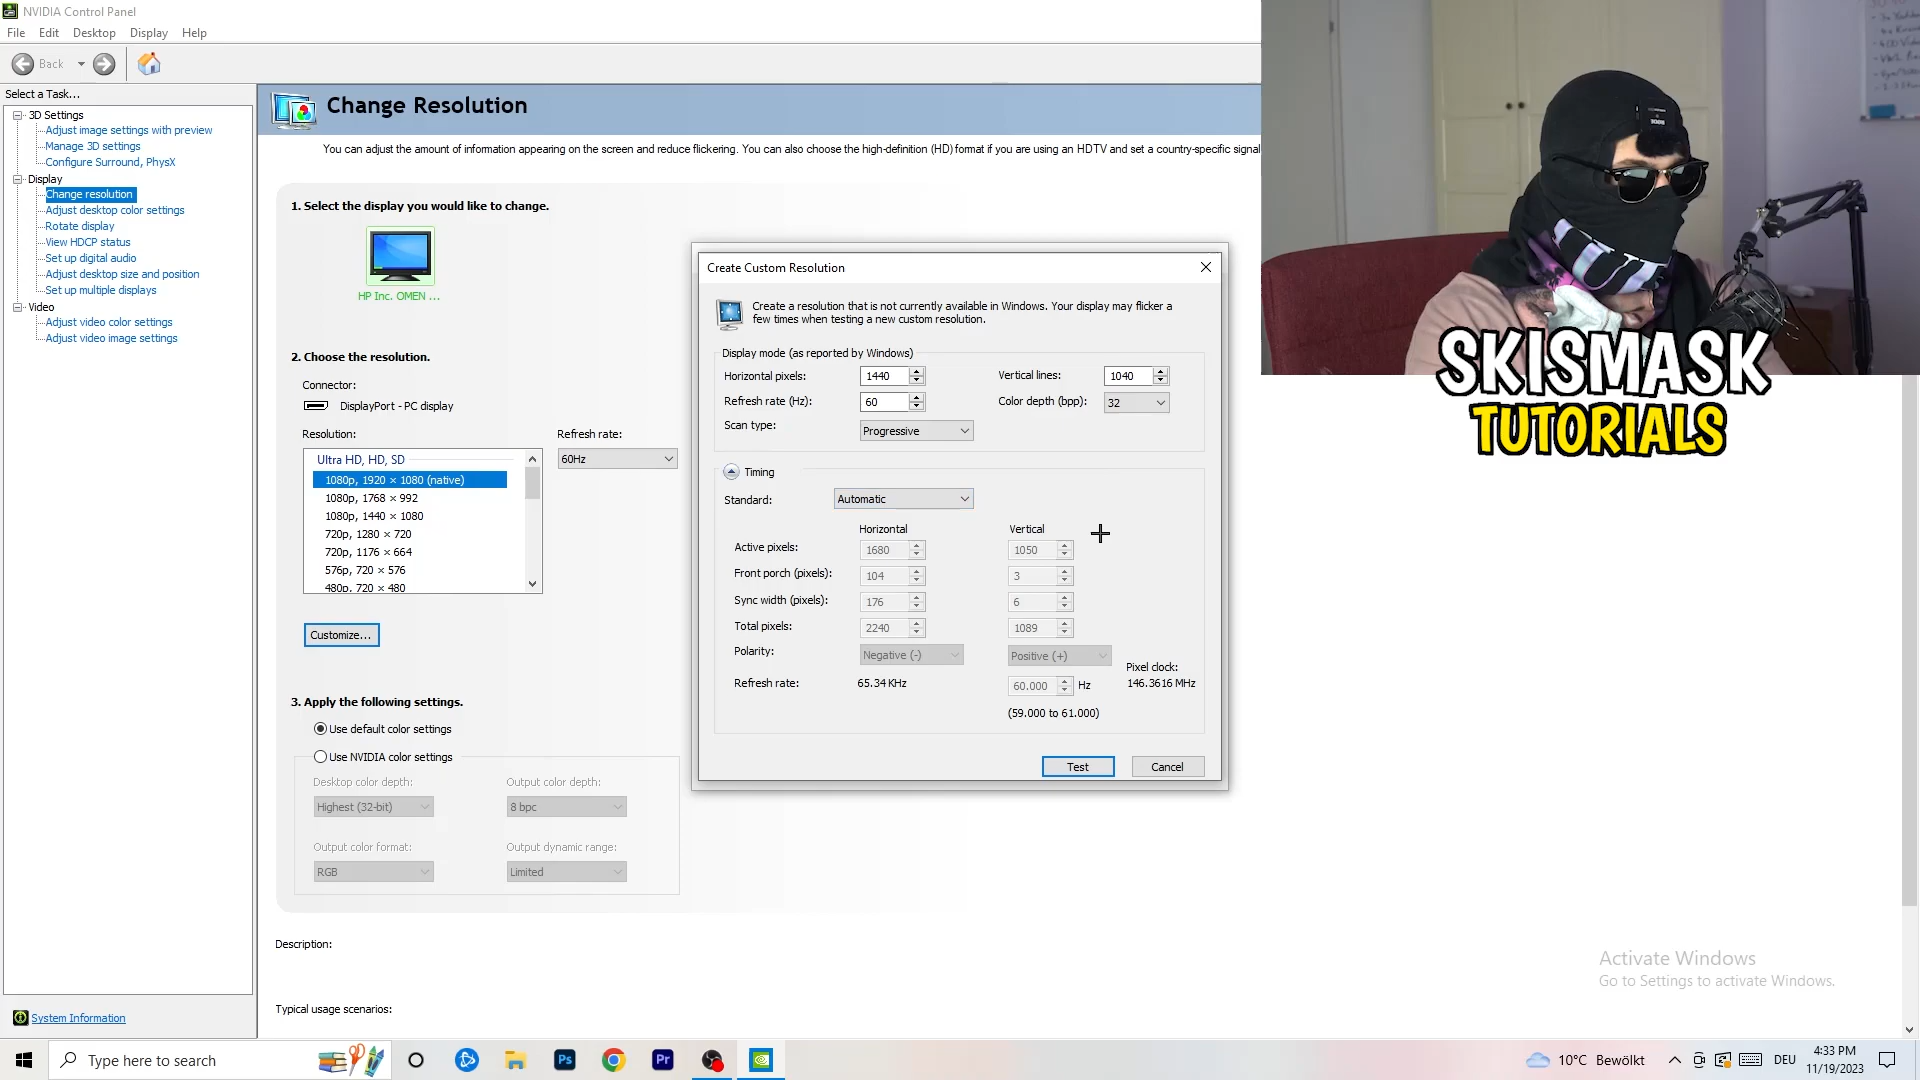 NVIDIA Control Panel
File Edit Desktop Display Help
Back
Select a Task...
3D Settings
Adjust image settings with preview
Manage 3D settings
Configure Surround, PhysX
Display
Change resolution
Adjust desktop color settings
Rotate display
View HDCP status
Set up digital audio
Adjust desktop size and position
Set up multiple displays
Video
Adjust video color settings
Adjust video image settings
System Information
Change Resolution
You can adjust the amount of information appearing on the screen and reduce flickering. You can also choose the high-definition (HD) format if you are using an HDTV and set a country-specific signal
1. Select the display you would like to change.
HP Inc. OMEN ...
2. Choose the resolution.
Connector:
DisplayPort - PC display
Resolution:
Refresh rate:
Ultra HD, HD, SD
60Hz
1080p, 1920 × 1080 (native)
1080p, 1768 × 992
1080p, 1440 × 1080
720p, 1280 × 720
720p, 1176 × 664
576p, 720 × 576
480p, 720 × 480
Customize...
3. Apply the following settings.
Use default color settings
Use NVIDIA color settings
Desktop color depth:
Output color depth:
Highest (32-bit)
8 bpc
Output color format:
Output dynamic range:
RGB
Limited
Description:
Typical usage scenarios:
Create Custom Resolution
Create a resolution that is not currently available in Windows. Your display may flicker a
few times when testing a new custom resolution.
Display mode (as reported by Windows)
Horizontal pixels: 1440 Vertical lines: 1040
Refresh rate (Hz): 60 Color depth (bpp): 32
Scan type: Progressive
Timing
Standard: Automatic
Horizontal Vertical
Active pixels: 1680 1050
Front porch (pixels): 104 3
Sync width (pixels): 176 6
Total pixels: 2240 1089
Polarity: Negative (-) Positive (+)
Pixel clock:
Refresh rate: 65.34 KHz 60.000 Hz 146.3616 MHz
(59.000 to 61.000)
Test Cancel
SKISMASK
TUTORIALS
Activate Windows
Go to Settings to activate Windows.
Type here to search
Ps
Pr
10°C Bewölkt
DEU
4:33 PM
11/19/2023